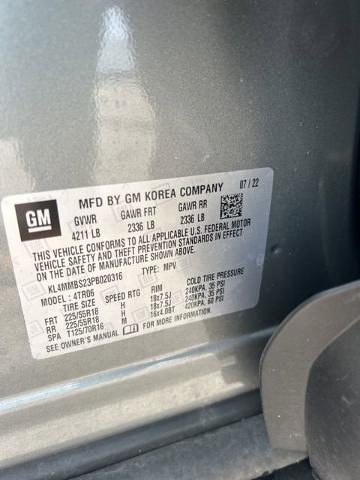 MFD BY GM KOREA COMPANY 07/22
GM
GVWR GAWR FRT GAWR RR
4211 LB 2336 LB 2336 LB
THIS VEHICLE CONFORMS TO ALL APPLICABLE U.S. FEDERAL MOTOR
VEHICLE SAFETY AND THEFT PREVENTION STANDARDS IN EFFECT
ON THE DATE OF MANUFACTURE SHOWN ABOVE.
KL4MMBS23PB020316 TYPE: MPV
MODEL: 4TR06
TIRE SIZE SPEED RTG RIM COLD TIRE PRESSURE
FRT 225/55R18 H 18x7.5J 240KPA, 35 PSI
RR 225/55R18 H 18x7.5J 240KPA, 35 PSI
SPA T125/70R16 M 16x4.00T 420KPA, 60 PSI
SEE OWNER'S MANUAL FOR MORE INFORMATION